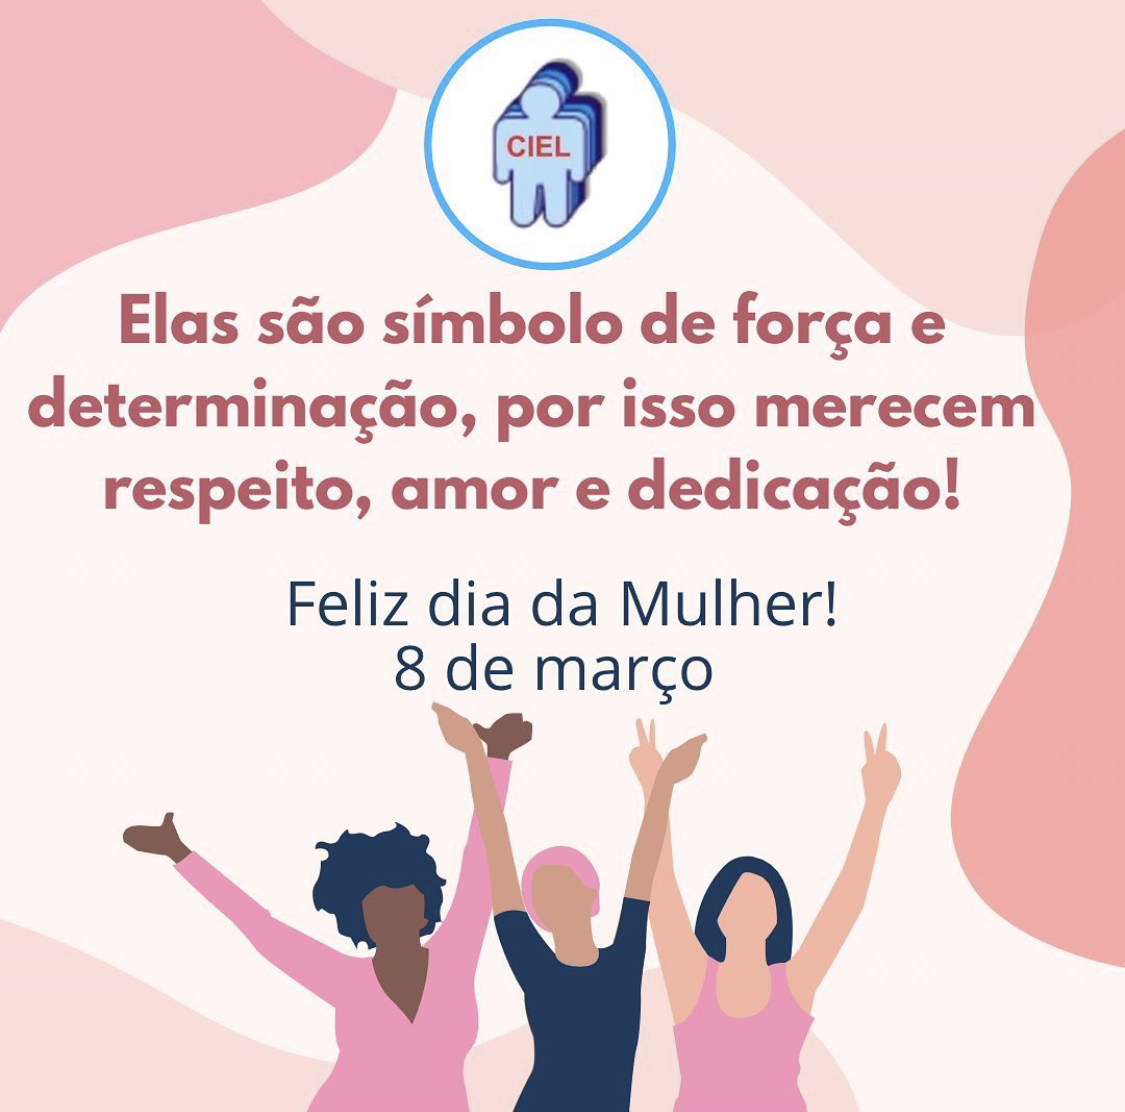 CIEL
Elas são símbolo de força e
determinação, por isso merecem
respeito, amor e dedicação!
Feliz dia da Mulher!
8 de março